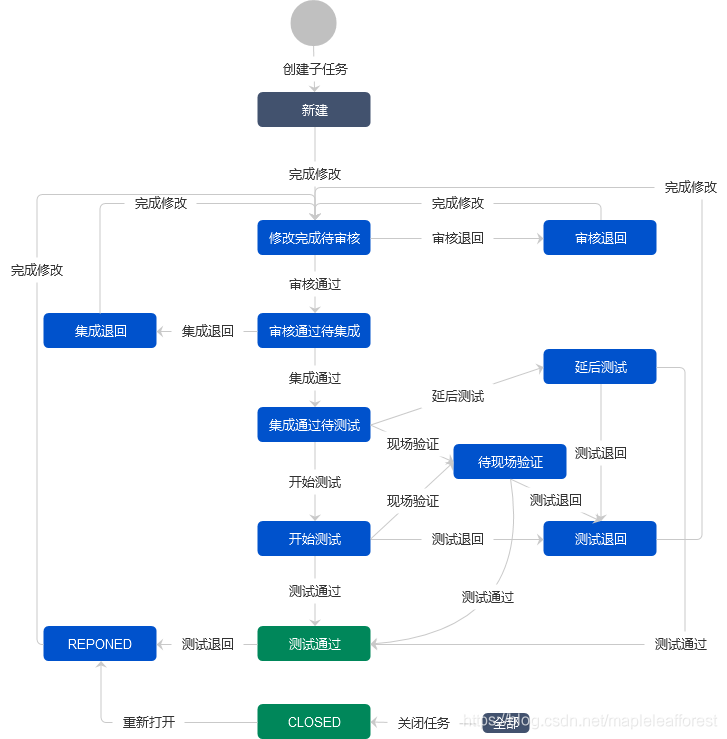 创建子任务
新建
完成修改
完成修改
完成修改
完成修改
修改完成待审核
审核退回
审核退回
完成修改
审核通过
集成退回
集成退回
审核通过待集成
集成通过
延后测试
延后测试
集成通过待测试
现场验证
测试退回
待现场验证
开始测试
现场验证
测试退回
开始测试
测试退回
测试退回
测试通过
测试通过
REPONED
测试退回
测试通过
测试通过
重新打开
CLOSED
关闭任务
全部
https://blog.csdn.net/mapleleafforest